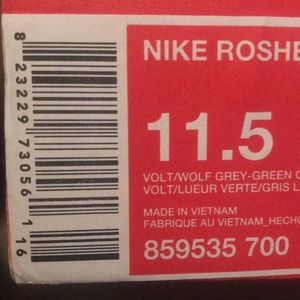 NIKE ROSHE
11.5
VOLT/WOLF GREY-GREEN
VOLT/LUEUR VERTE/GRIS
MADE IN VIETNAM
FABRIQUE AU VIETNAM_HECHO
859535 700
8 23229 73056 1 16